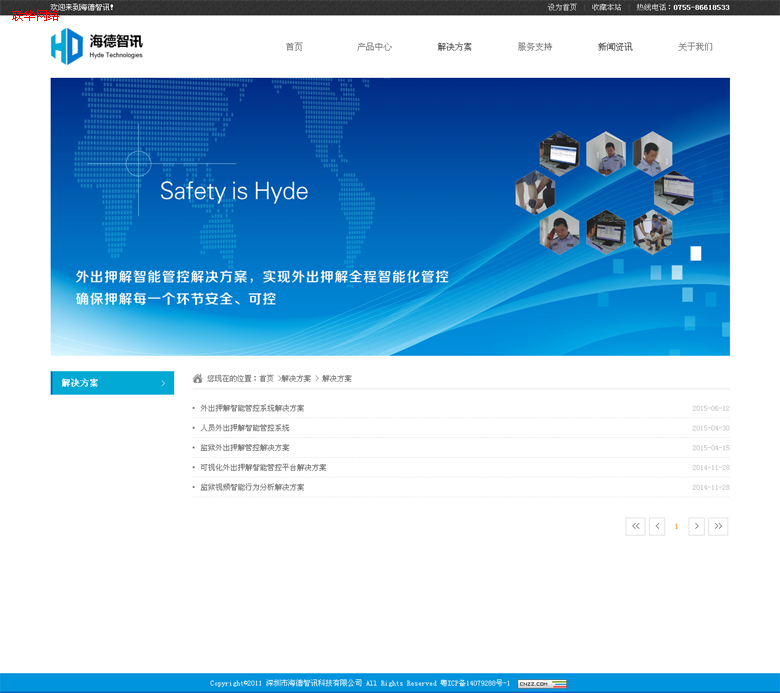 欢迎来到海德智讯!
设为首页 | 收藏本站 | 热线电话：0755-86618533
联华网络
海德智讯
Hyde Technologies
首页 产品中心 解决方案 服务支持 新闻资讯 关于我们
Safety is Hyde
外出押解智能管控解决方案，实现外出押解全程智能化管控
确保押解每一个环节安全、可控
解决方案 >
您现在的位置：首页 >解决方案 > 解决方案
• 外出押解智能管控系统解决方案 2015-06-12
• 人员外出押解智能管控系统 2015-04-30
• 监狱外出押解管控解决方案 2015-04-15
• 可视化外出押解智能管控平台解决方案 2014-11-28
• 监狱视频智能行为分析解决方案 2014-11-28
<< < 1 > >>
Copyright©2011 深圳市海德智讯科技有限公司 All Rights Reserved 粤ICP备14079288号-1 CNZZ.COM